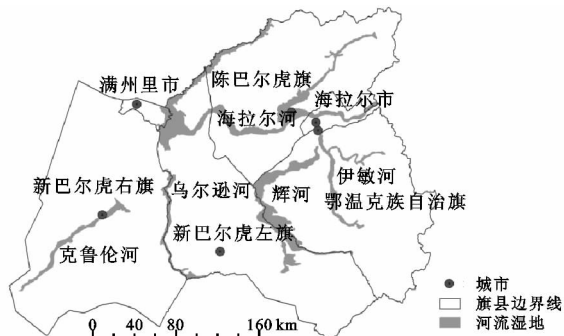 陈巴尔虎旗
满州里市
海拉尔市
海拉尔河
伊敏河
新巴尔虎右旗
乌尔逊河
辉河
鄂温克族自治旗
新巴尔虎左旗
克鲁伦河
城市
旗县边界线
河流湿地
0 40 80 160 km